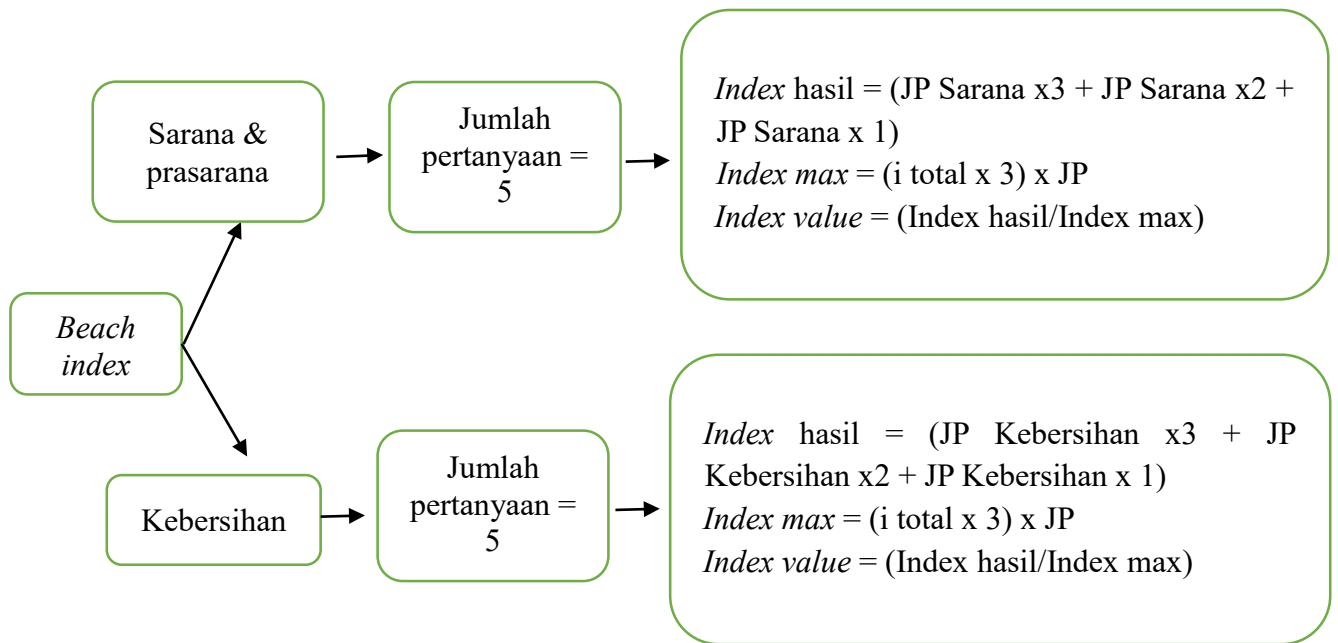 Beach
index
Sarana &
prasarana
Jumlah
pertanyaan =
5
Index hasil = (JP Sarana x3 + JP Sarana x2 +
JP Sarana x 1)
Index max = (i total x 3) x JP
Index value = (Index hasil/Index max)
Kebersihan
Jumlah
pertanyaan =
5
Index hasil = (JP Kebersihan x3 + JP
Kebersihan x2 + JP Kebersihan x 1)
Index max = (i total x 3) x JP
Index value = (Index hasil/Index max)